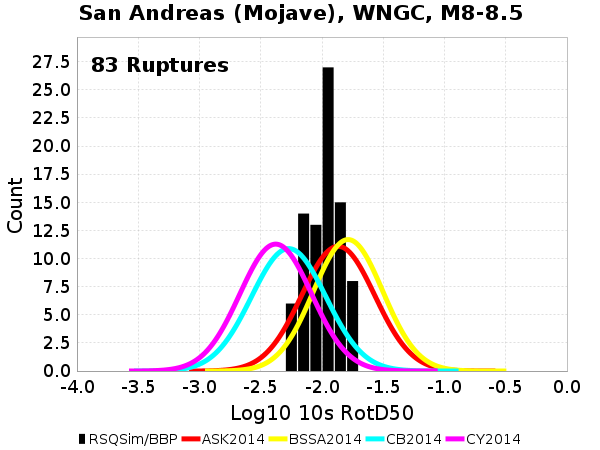 San Andreas (Mojave), WNGC, M8-8.5
83 Ruptures
Count
27.5
25.0
22.5
20.0
17.5
15.0
12.5
10.0
7.5
5.0
2.5
0.0
-4.0 -3.5 -3.0 -2.5 -2.0 -1.5 -1.0 -0.5 0.0
Log10 10s RotD50
RSQSim/BBP ASK2014 BSSA2014 CB2014 CY2014